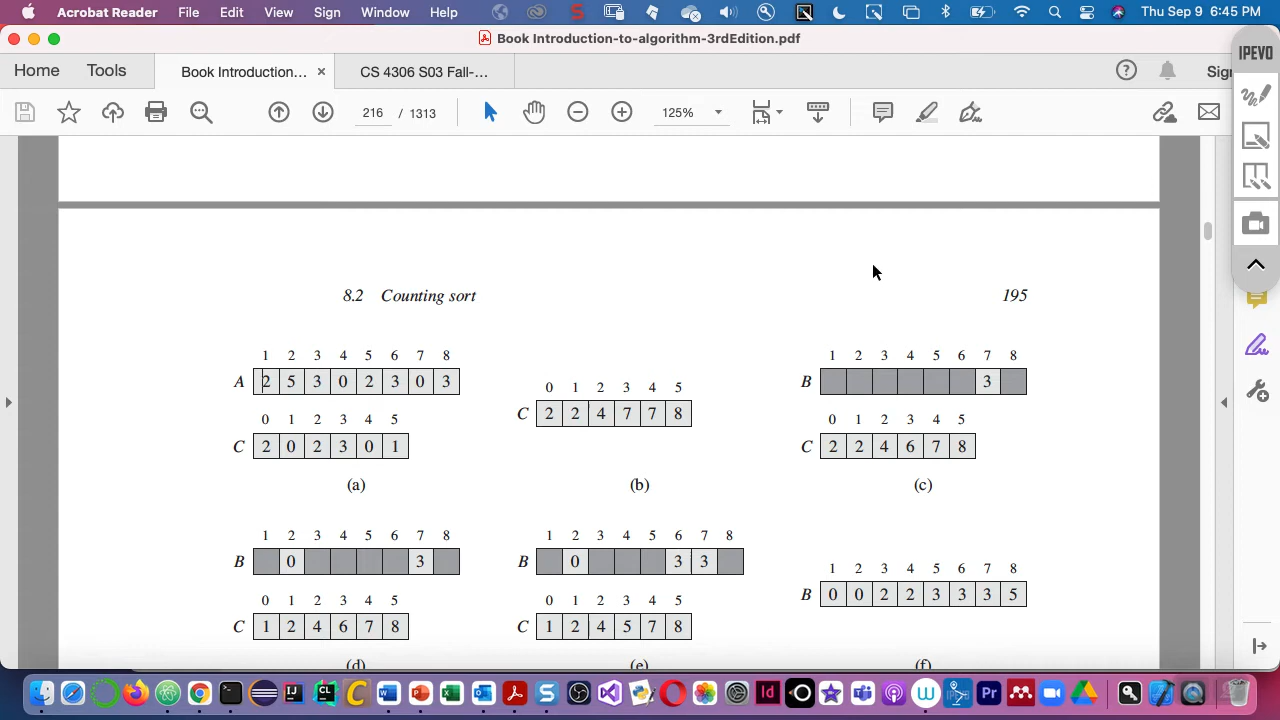 Acrobat Reader File Edit View Sign Window Help Thu Sep 9 6:45 PM
Book Introduction-to-algorithm-3rdEdition.pdf
IPEVO
Home Tools Book Introduction... × CS 4306 S03 Fall-... Sign
216 / 1313 125%
8.2 Counting sort 195
1 2 3 4 5 6 7 8
A 2 5 3 0 2 3 0 3
0 1 2 3 4 5
C 2 0 2 3 0 1
(a)
0 1 2 3 4 5
C 2 2 4 7 7 8
(b)
1 2 3 4 5 6 7 8
B 3
0 1 2 3 4 5
C 2 2 4 6 7 8
(c)
1 2 3 4 5 6 7 8
B 0 3
0 1 2 3 4 5
C 1 2 4 6 7 8
(d)
1 2 3 4 5 6 7 8
B 0 3 3
0 1 2 3 4 5
C 1 2 4 5 7 8
(e)
1 2 3 4 5 6 7 8
B 0 0 2 2 3 3 3 5
(f)